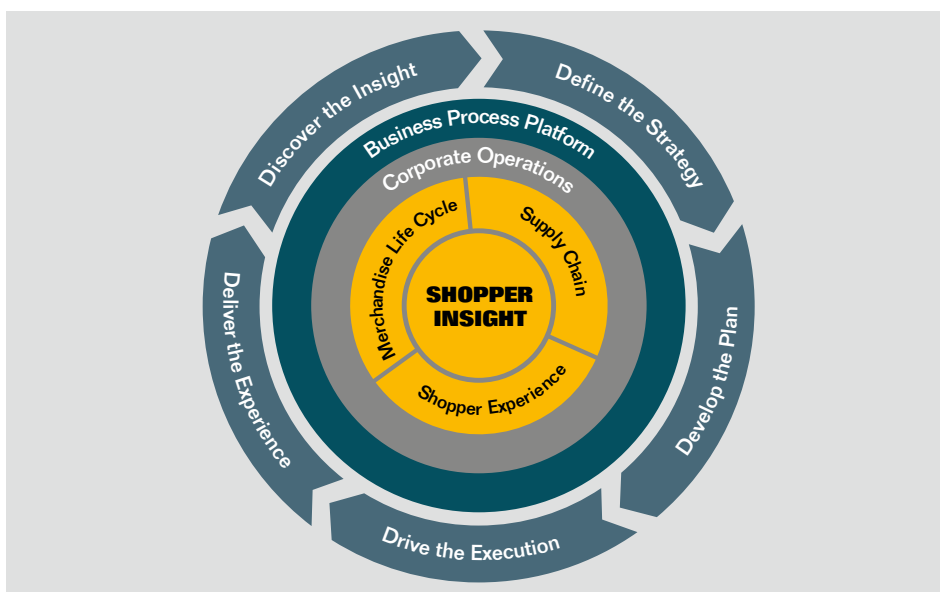 Discover the Insight
Define the Strategy
Develop the Plan
Drive the Execution
Deliver the Experience
Business Process Platform
Corporate Operations
Merchandise Life Cycle
Supply Chain
Shopper Experience
SHOPPER
INSIGHT